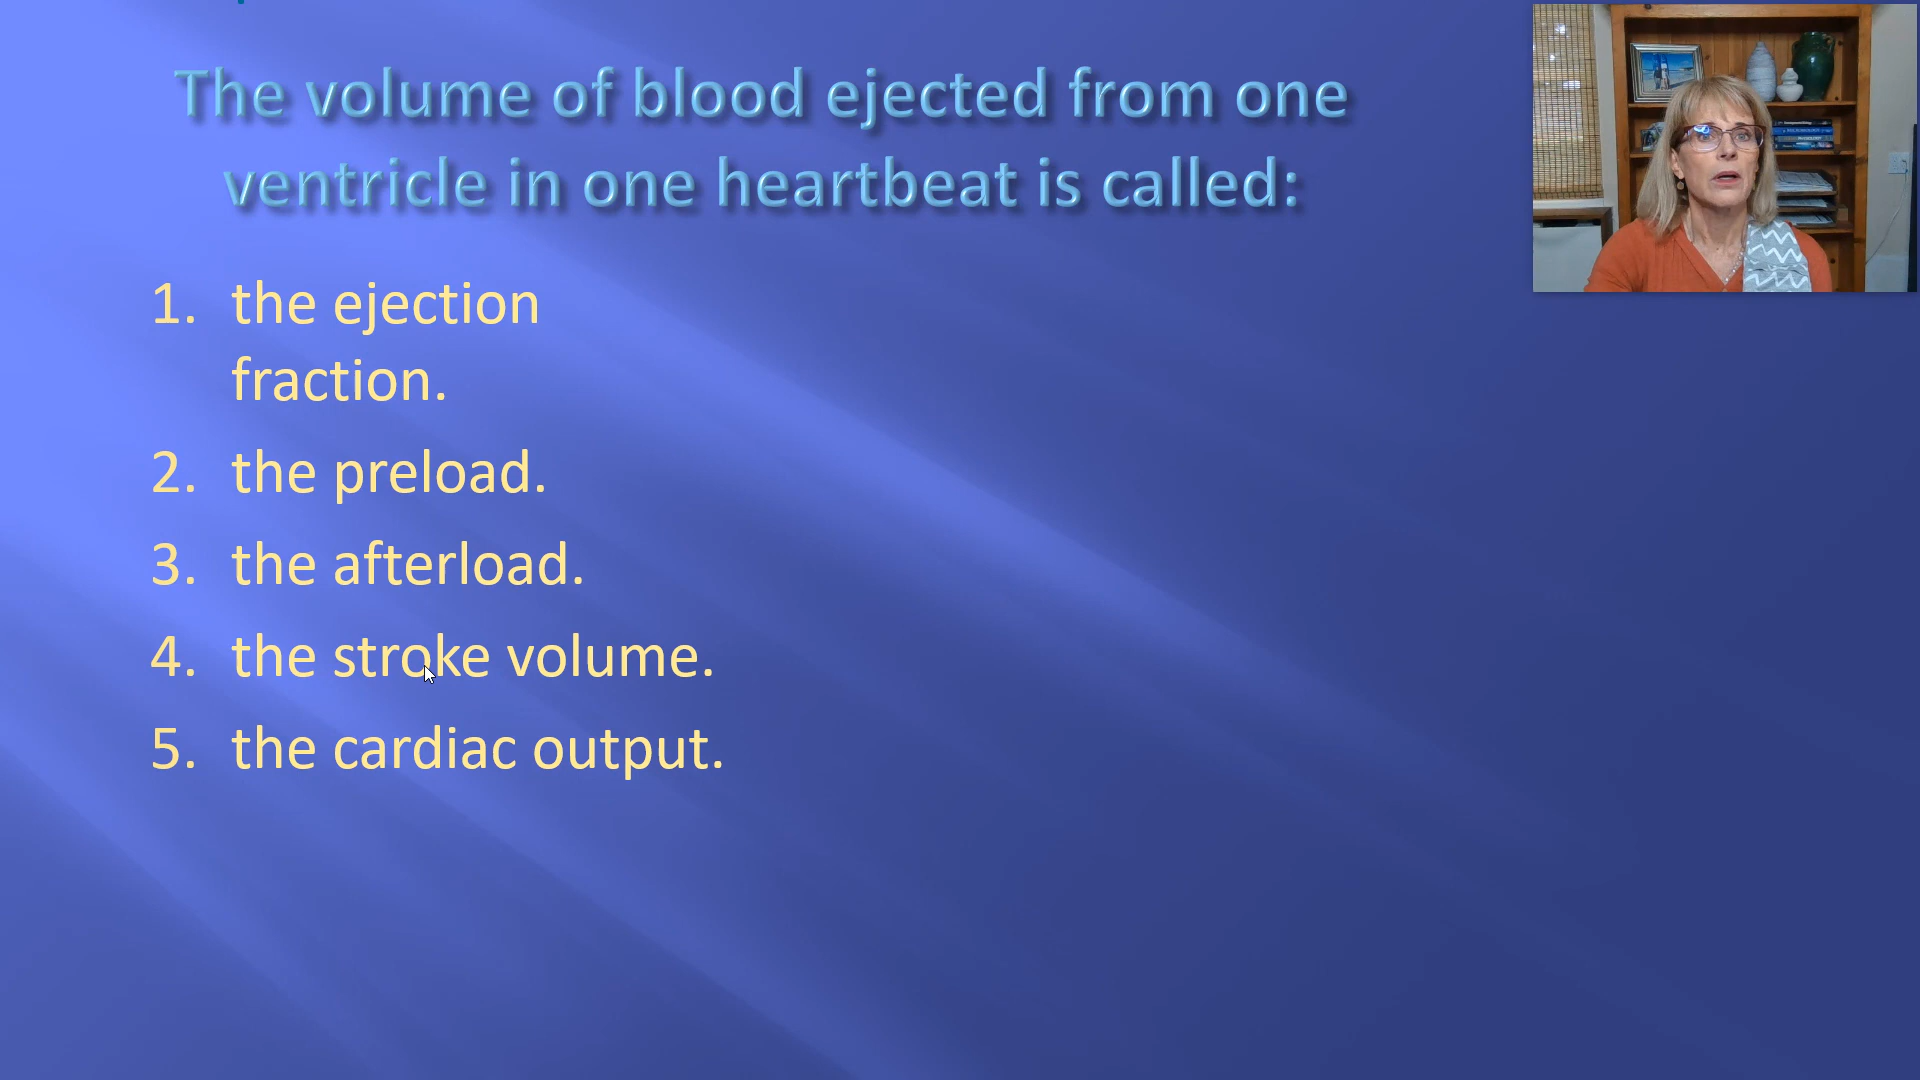 The volume of blood ejected from one
ventricle in one heartbeat is called:
1. the ejection
fraction.
2. the preload.
3. the afterload.
4. the stroke volume.
5. the cardiac output.